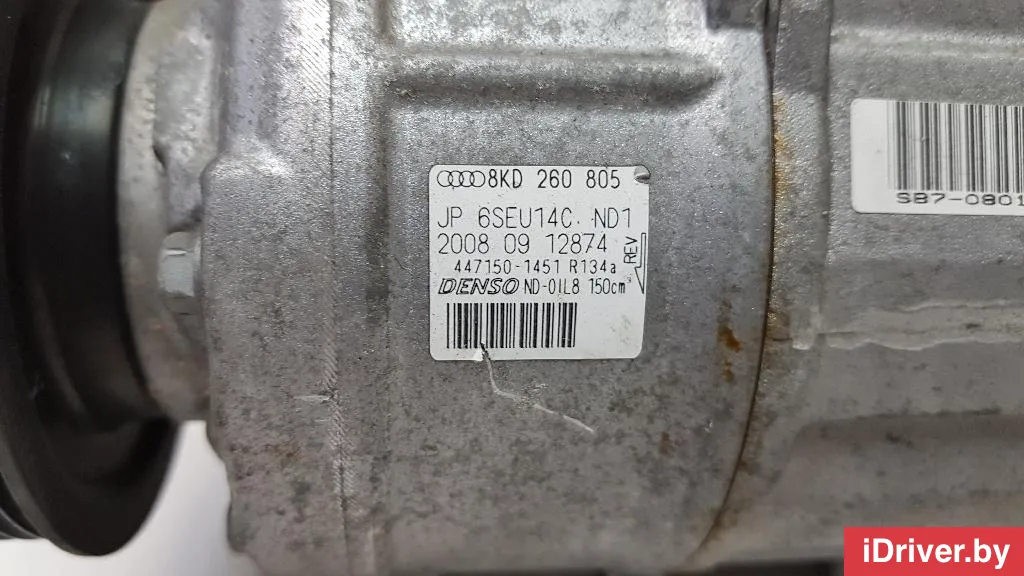 8KD 260 805
JP 6SEU14C ND1
2008 09 12874
REV
447150-1451 R134a
DENSO ND-OIL8 150cm³
SB7-0801
iDriver.by